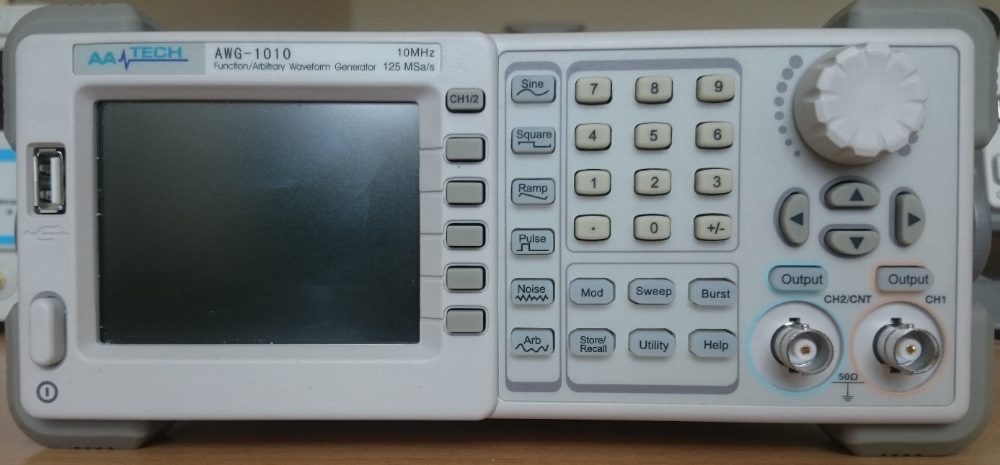 AA TECH
AWG-1010
10MHz
Function/Arbitrary Waveform Generator 125 MSa/s
CH1/2
Sine
Square
Ramp
Pulse
Noise
Arb
7 8 9
4 5 6
1 2 3
. 0 +/-
Mod Sweep Burst
Store/
Recall
Utility Help
Output Output
CH2/CNT CH1
50Ω